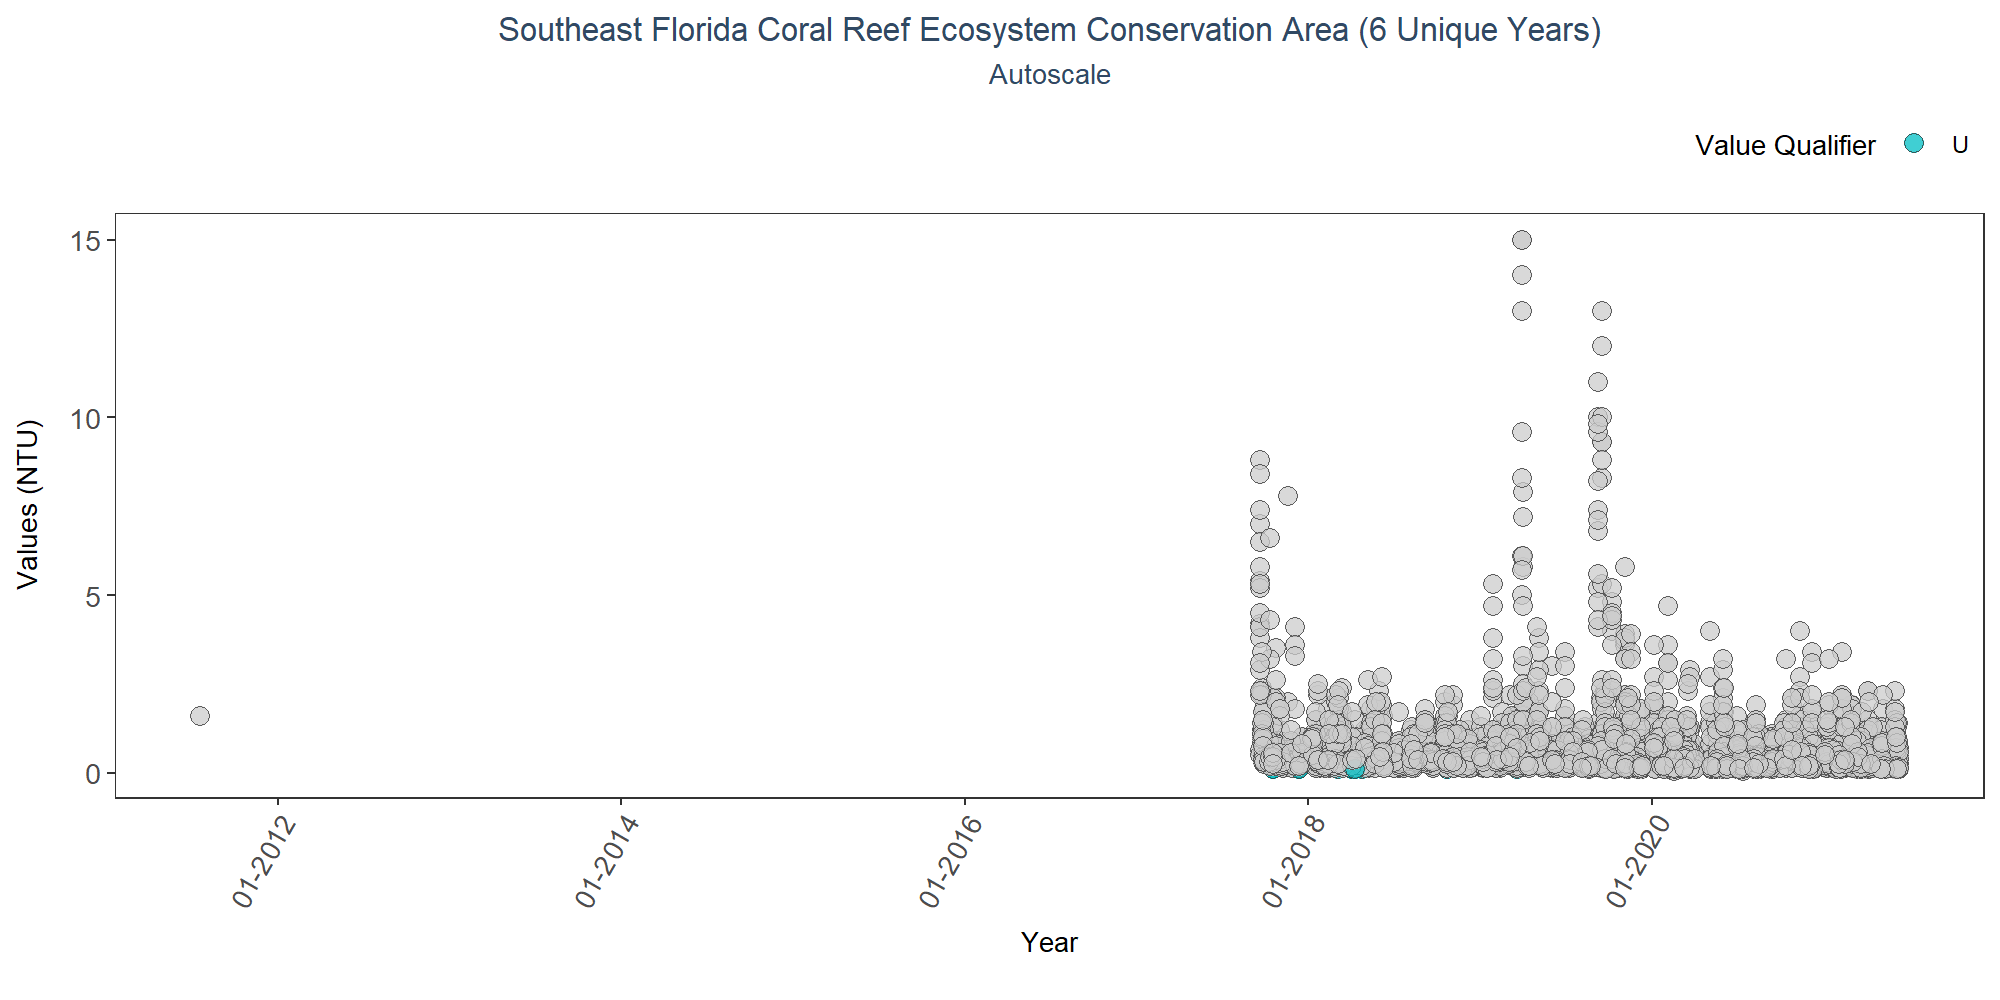 Southeast Florida Coral Reef Ecosystem Conservation Area (6 Unique Years)
Autoscale
Value Qualifier U
Values (NTU)
15
10
5
0
01-2012 01-2014 01-2016 01-2018 01-2020
Year